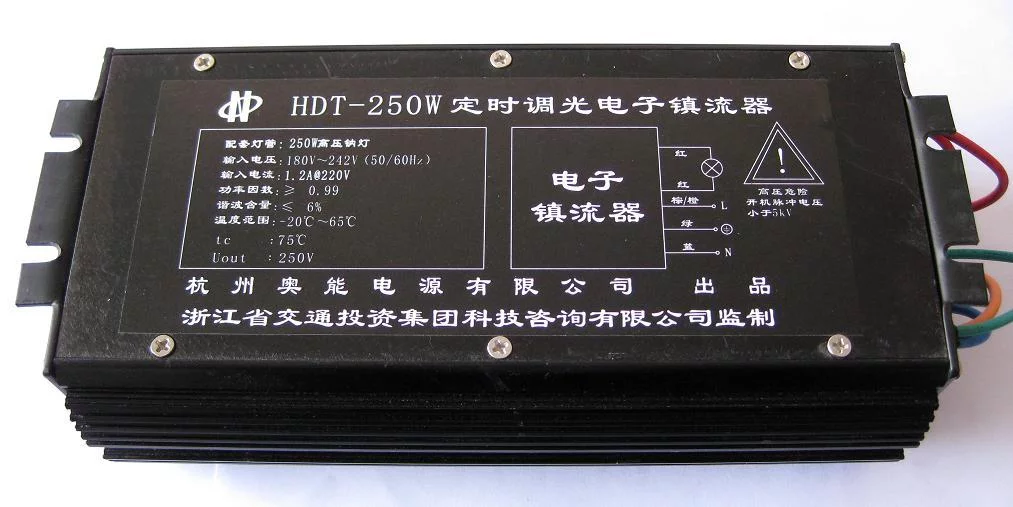 HDT-250W 定时调光电子镇流器
配套灯管：250W高压钠灯
输入电压：180V～242V(50/60Hz)
输入电流：1.2A@220V
功率因数：≥ 0.99
谐波含量：≤ 6%
温度范围：-20℃～65℃
tc ：75℃
Uout ：250V
电子
镇流器
红
红
棕/橙 L
绿
蓝 N
!
高压危险
开机脉冲电压
小于5kV
杭州奥能电源有限公司 出品
浙江省交通投资集团科技咨询有限公司监制